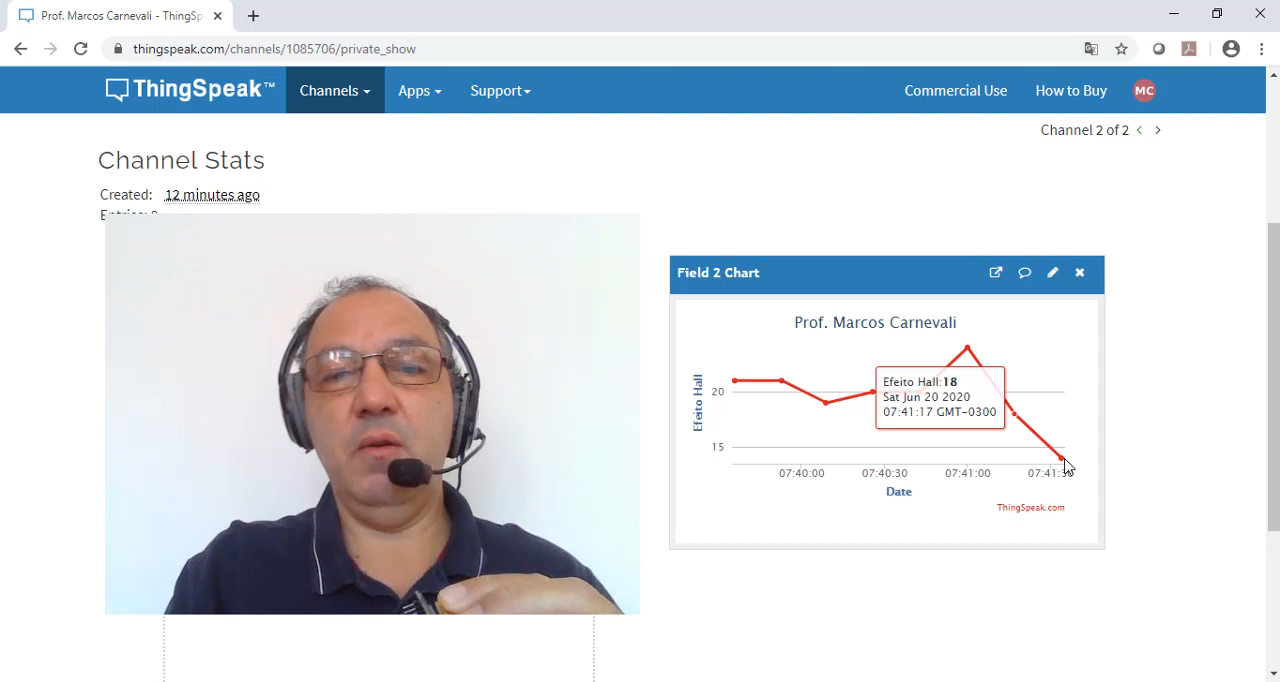 Prof. Marcos Carnevali - ThingSp
thingspeak.com/channels/1085706/private_show
ThingSpeak™
Channels
Apps
Support
Commercial Use
How to Buy
MC
Channel 2 of 2
Channel Stats
Created: 12 minutes ago
Entries:
Field 2 Chart
Prof. Marcos Carnevali
Efeito Hall
20
15
Efeito Hall:18
Sat Jun 20 2020
07:41:17 GMT-0300
07:40:00
07:40:30
07:41:00
Date
ThingSpeak.com